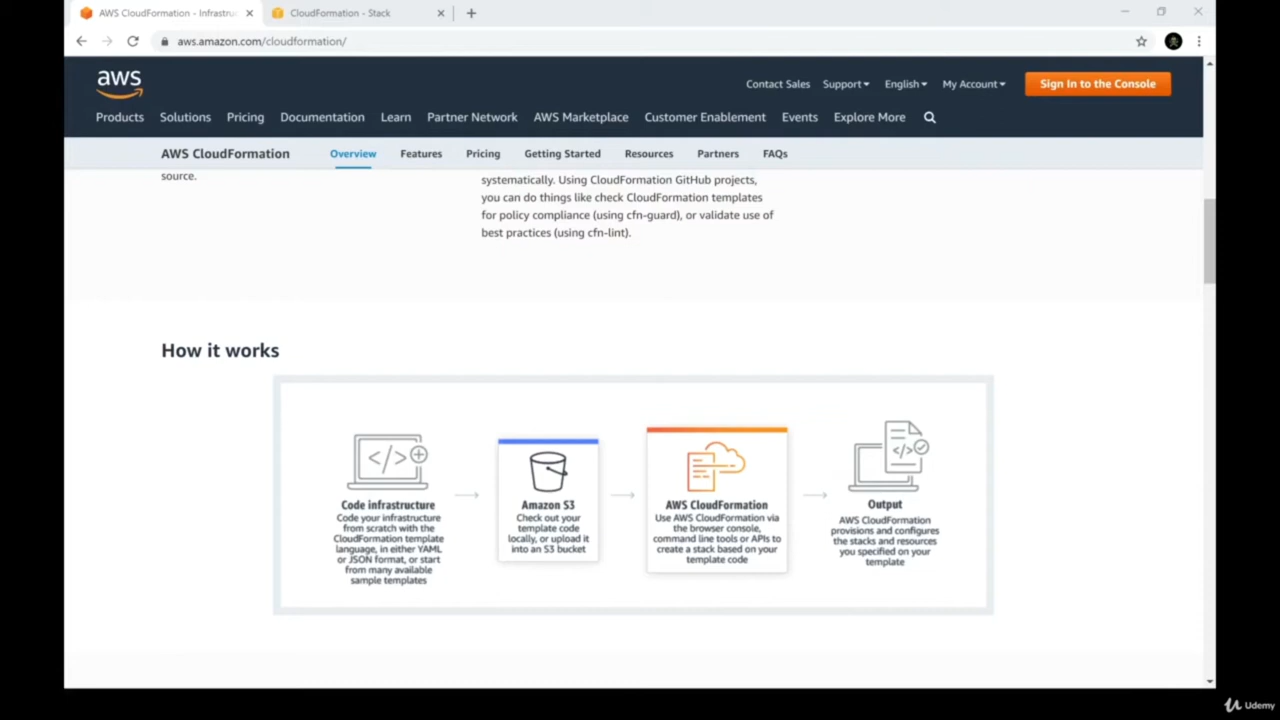 AWS CloudFormation - Infrastru
CloudFormation - Stack
aws.amazon.com/cloudformation/
aws
Contact Sales Support English My Account Sign In to the Console
Products Solutions Pricing Documentation Learn Partner Network AWS Marketplace Customer Enablement Events Explore More
AWS CloudFormation Overview Features Pricing Getting Started Resources Partners FAQs
source.
systematically. Using CloudFormation GitHub projects,
you can do things like check CloudFormation templates
for policy compliance (using cfn-guard), or validate use of
best practices (using cfn-lint).
How it works
Code infrastructure
Code your infrastructure
from scratch with the
CloudFormation template
language, in either YAML
or JSON format, or start
from many available
sample templates
Amazon S3
Check out your
template code
locally, or upload it
into an S3 bucket
AWS CloudFormation
Use AWS CloudFormation via
the browser console,
command line tools or APIs to
create a stack based on your
template code
Output
AWS CloudFormation
provisions and configures
the stacks and resources
you specified on your
template
Udemy